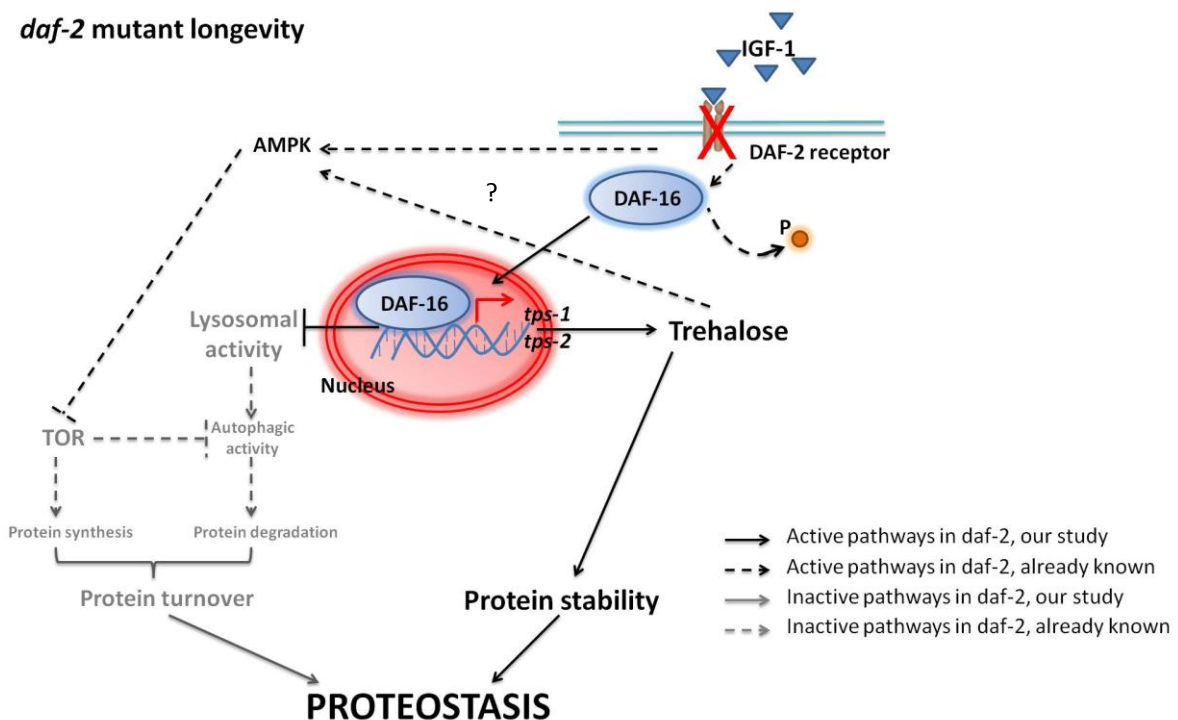 daf-2 mutant longevity
IGF-1
AMPK
DAF-2 receptor
?
DAF-16
P
DAF-16
Lysosomal
activity
tps-1
tps-2
Trehalose
Nucleus
TOR
Autophagic
activity
Protein synthesis
Protein degradation
Active pathways in daf-2, our study
Active pathways in daf-2, already known
Inactive pathways in daf-2, our study
Inactive pathways in daf-2, already known
Protein turnover
Protein stability
PROTEOSTASIS